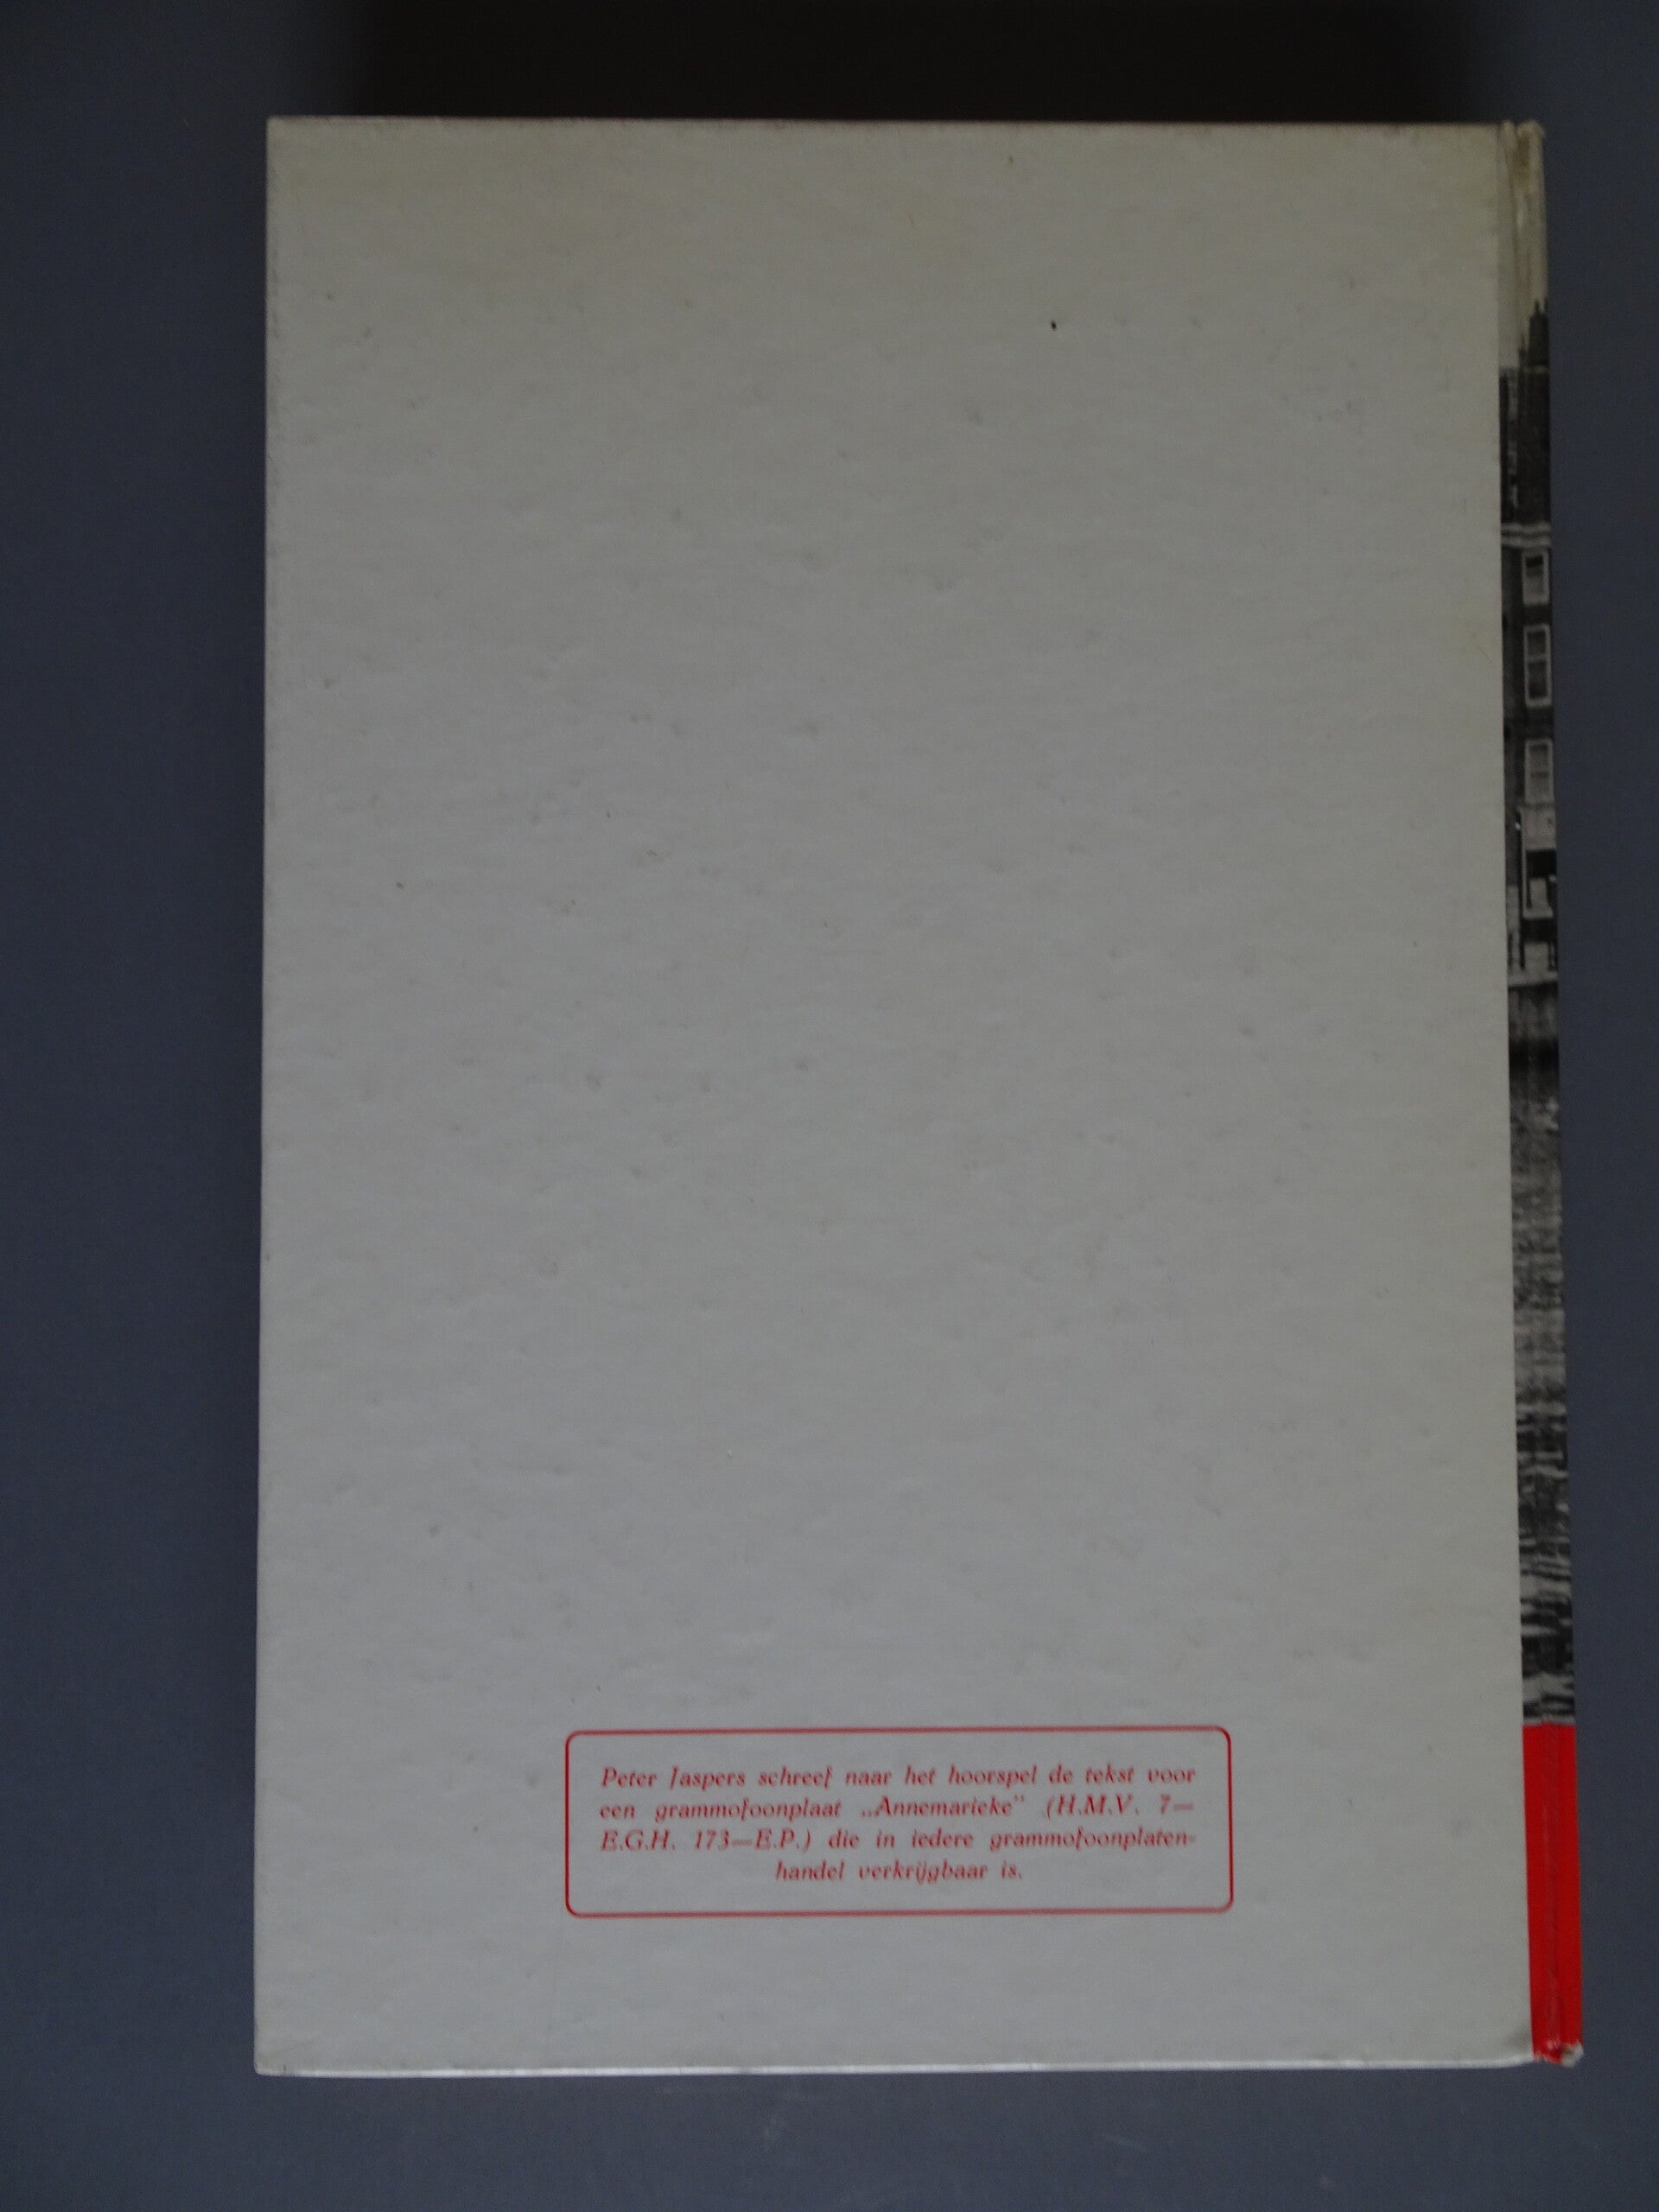 Peter Jaspers schreef naar het hoorspel de tekst voor
een grammofoonplaat „Annemarieke” (H.M.V. 7—
E.G.H. 173—E.P.) die in iedere grammofoonplaten-
handel verkrijgbaar is.